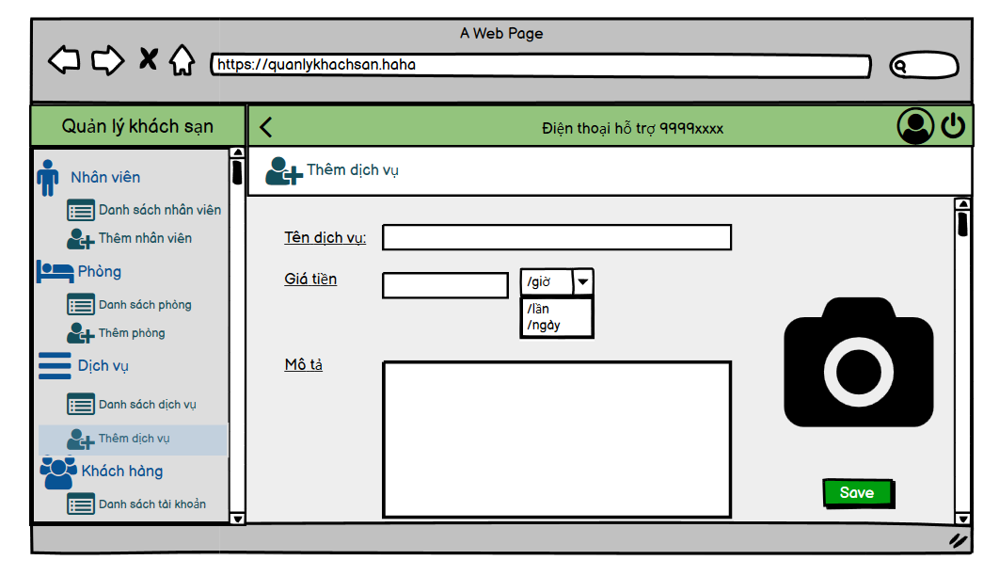 A Web Page
https://quanlykhachsan.haha
Quản lý khách sạn
Điện thoại hỗ trợ 9999xxxx
Nhân viên
Danh sách nhân viên
Thêm nhân viên
Phòng
Danh sách phòng
Thêm phòng
Dịch vụ
Danh sách dịch vụ
Thêm dịch vụ
Khách hàng
Danh sách tài khoản
Thêm dịch vụ
Tên dịch vụ:
Giá tiền
/giờ
/lần
/ngày
Mô tả
Save